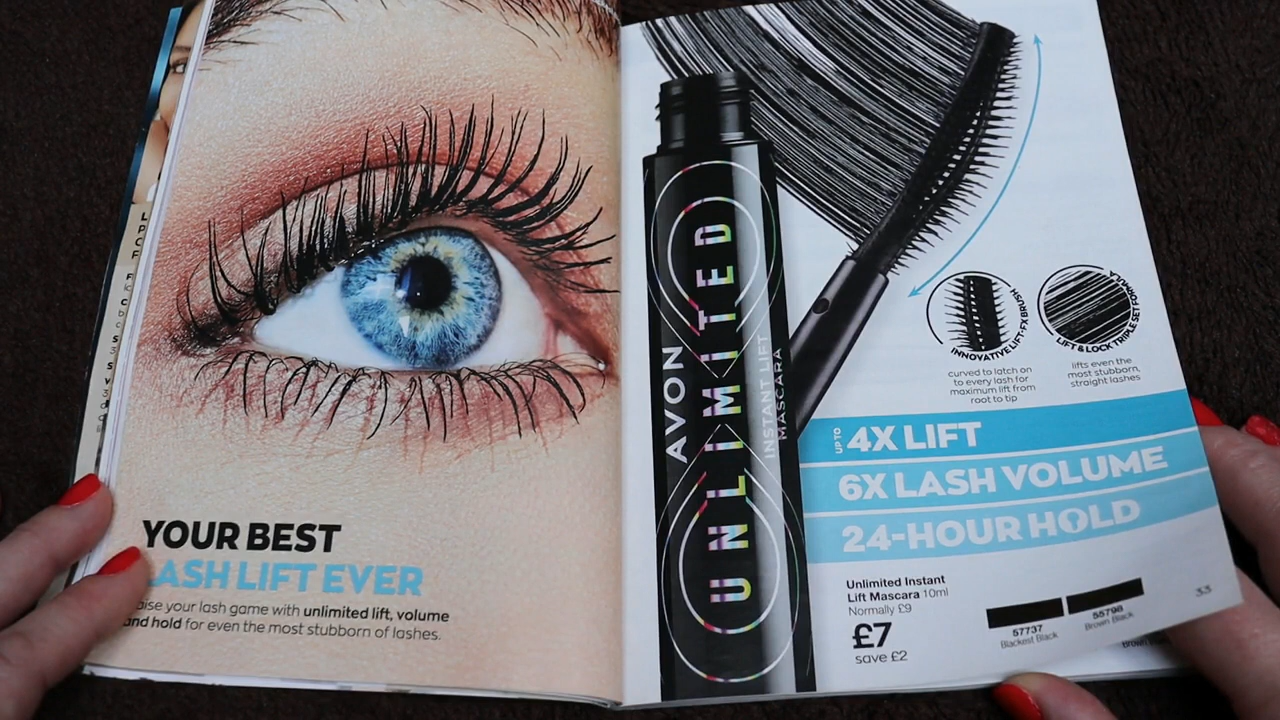 YOUR BEST
LASH LIFT EVER
your lash game with unlimited lift, volume
and hold for even the most stubborn of lashes.
AVON
UNLIMITED
INSTANT LIFT
MASCARA
INNOVATIVE LIFT-FX BRUSH
curved to latch on
to every lash for
maximum lift from
root to tip
LIFT & LOCK TRIPLE SET FORMULA
lifts even the
most stubborn,
straight lashes
UP TO 4X LIFT
6X LASH VOLUME
24-HOUR HOLD
Unlimited Instant
Lift Mascara 10ml
Normally £9
£7
save £2
57737
Blackest Black
55798
Brown Black
33